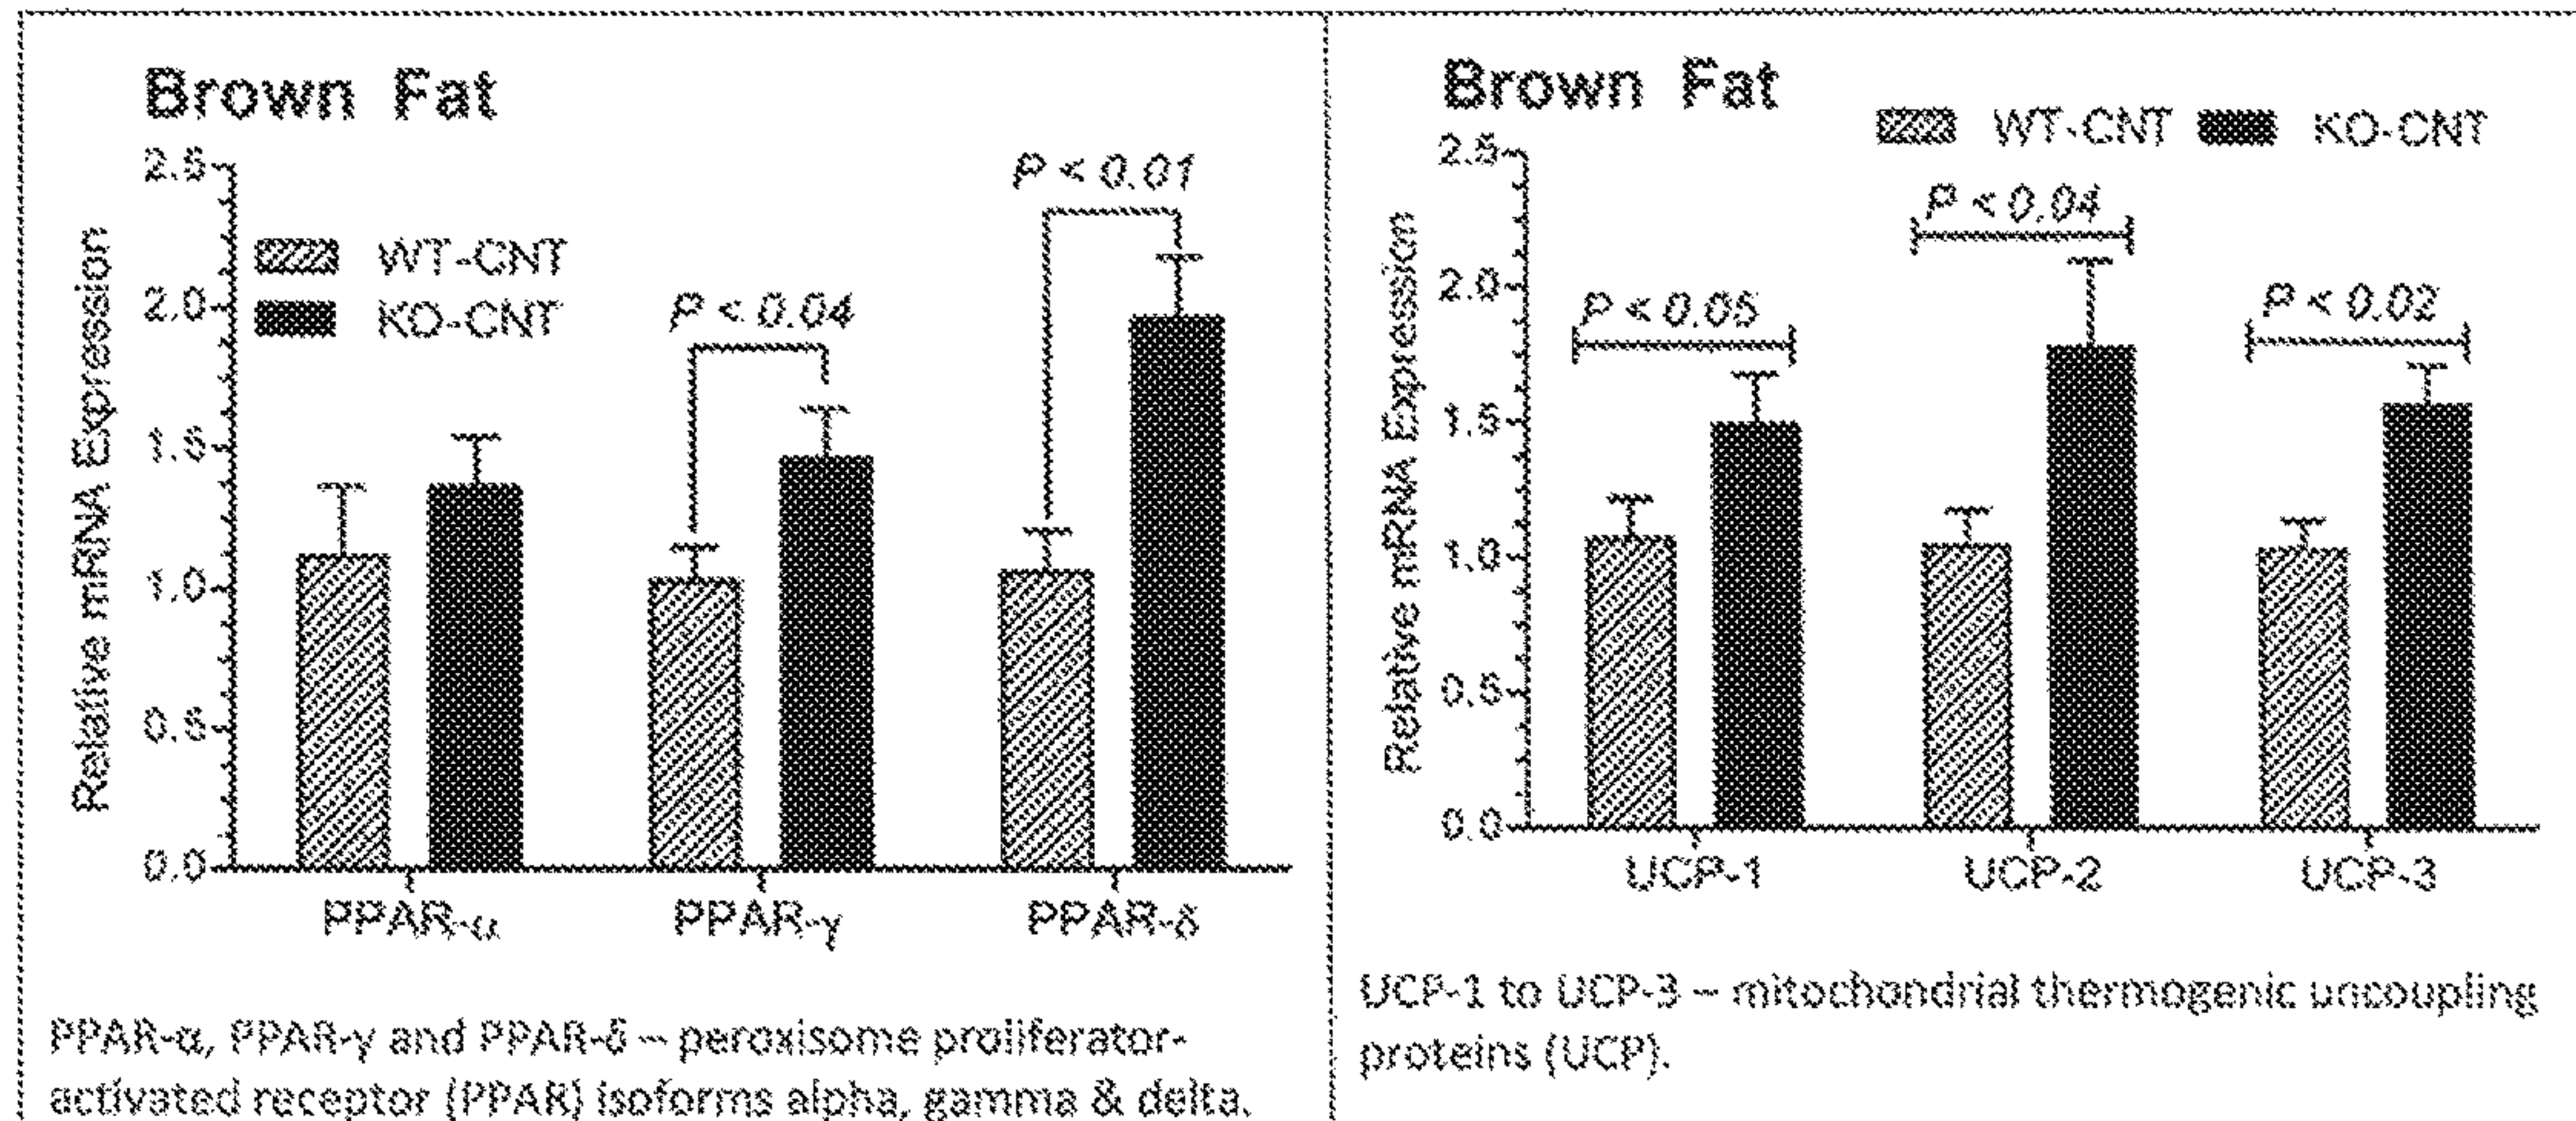 Brown Fat
2.5
2.0
1.5
1.0
0.5
0.0
Relative mRNA Expression
WT-CNT
KO-CNT
P < 0.04
P < 0.01
PPAR-α
PPAR-γ
PPAR-δ
PPAR-α, PPAR-γ and PPAR-δ – peroxisome proliferator-
activated receptor (PPAR) isoforms alpha, gamma & delta.
Brown Fat
WT-CNT KO-CNT
2.5
2.0
1.5
1.0
0.5
0.0
Relative mRNA Expression
P < 0.05
P < 0.04
P < 0.02
UCP-1
UCP-2
UCP-3
UCP-1 to UCP-3 – mitochondrial thermogenic uncoupling
proteins (UCP).